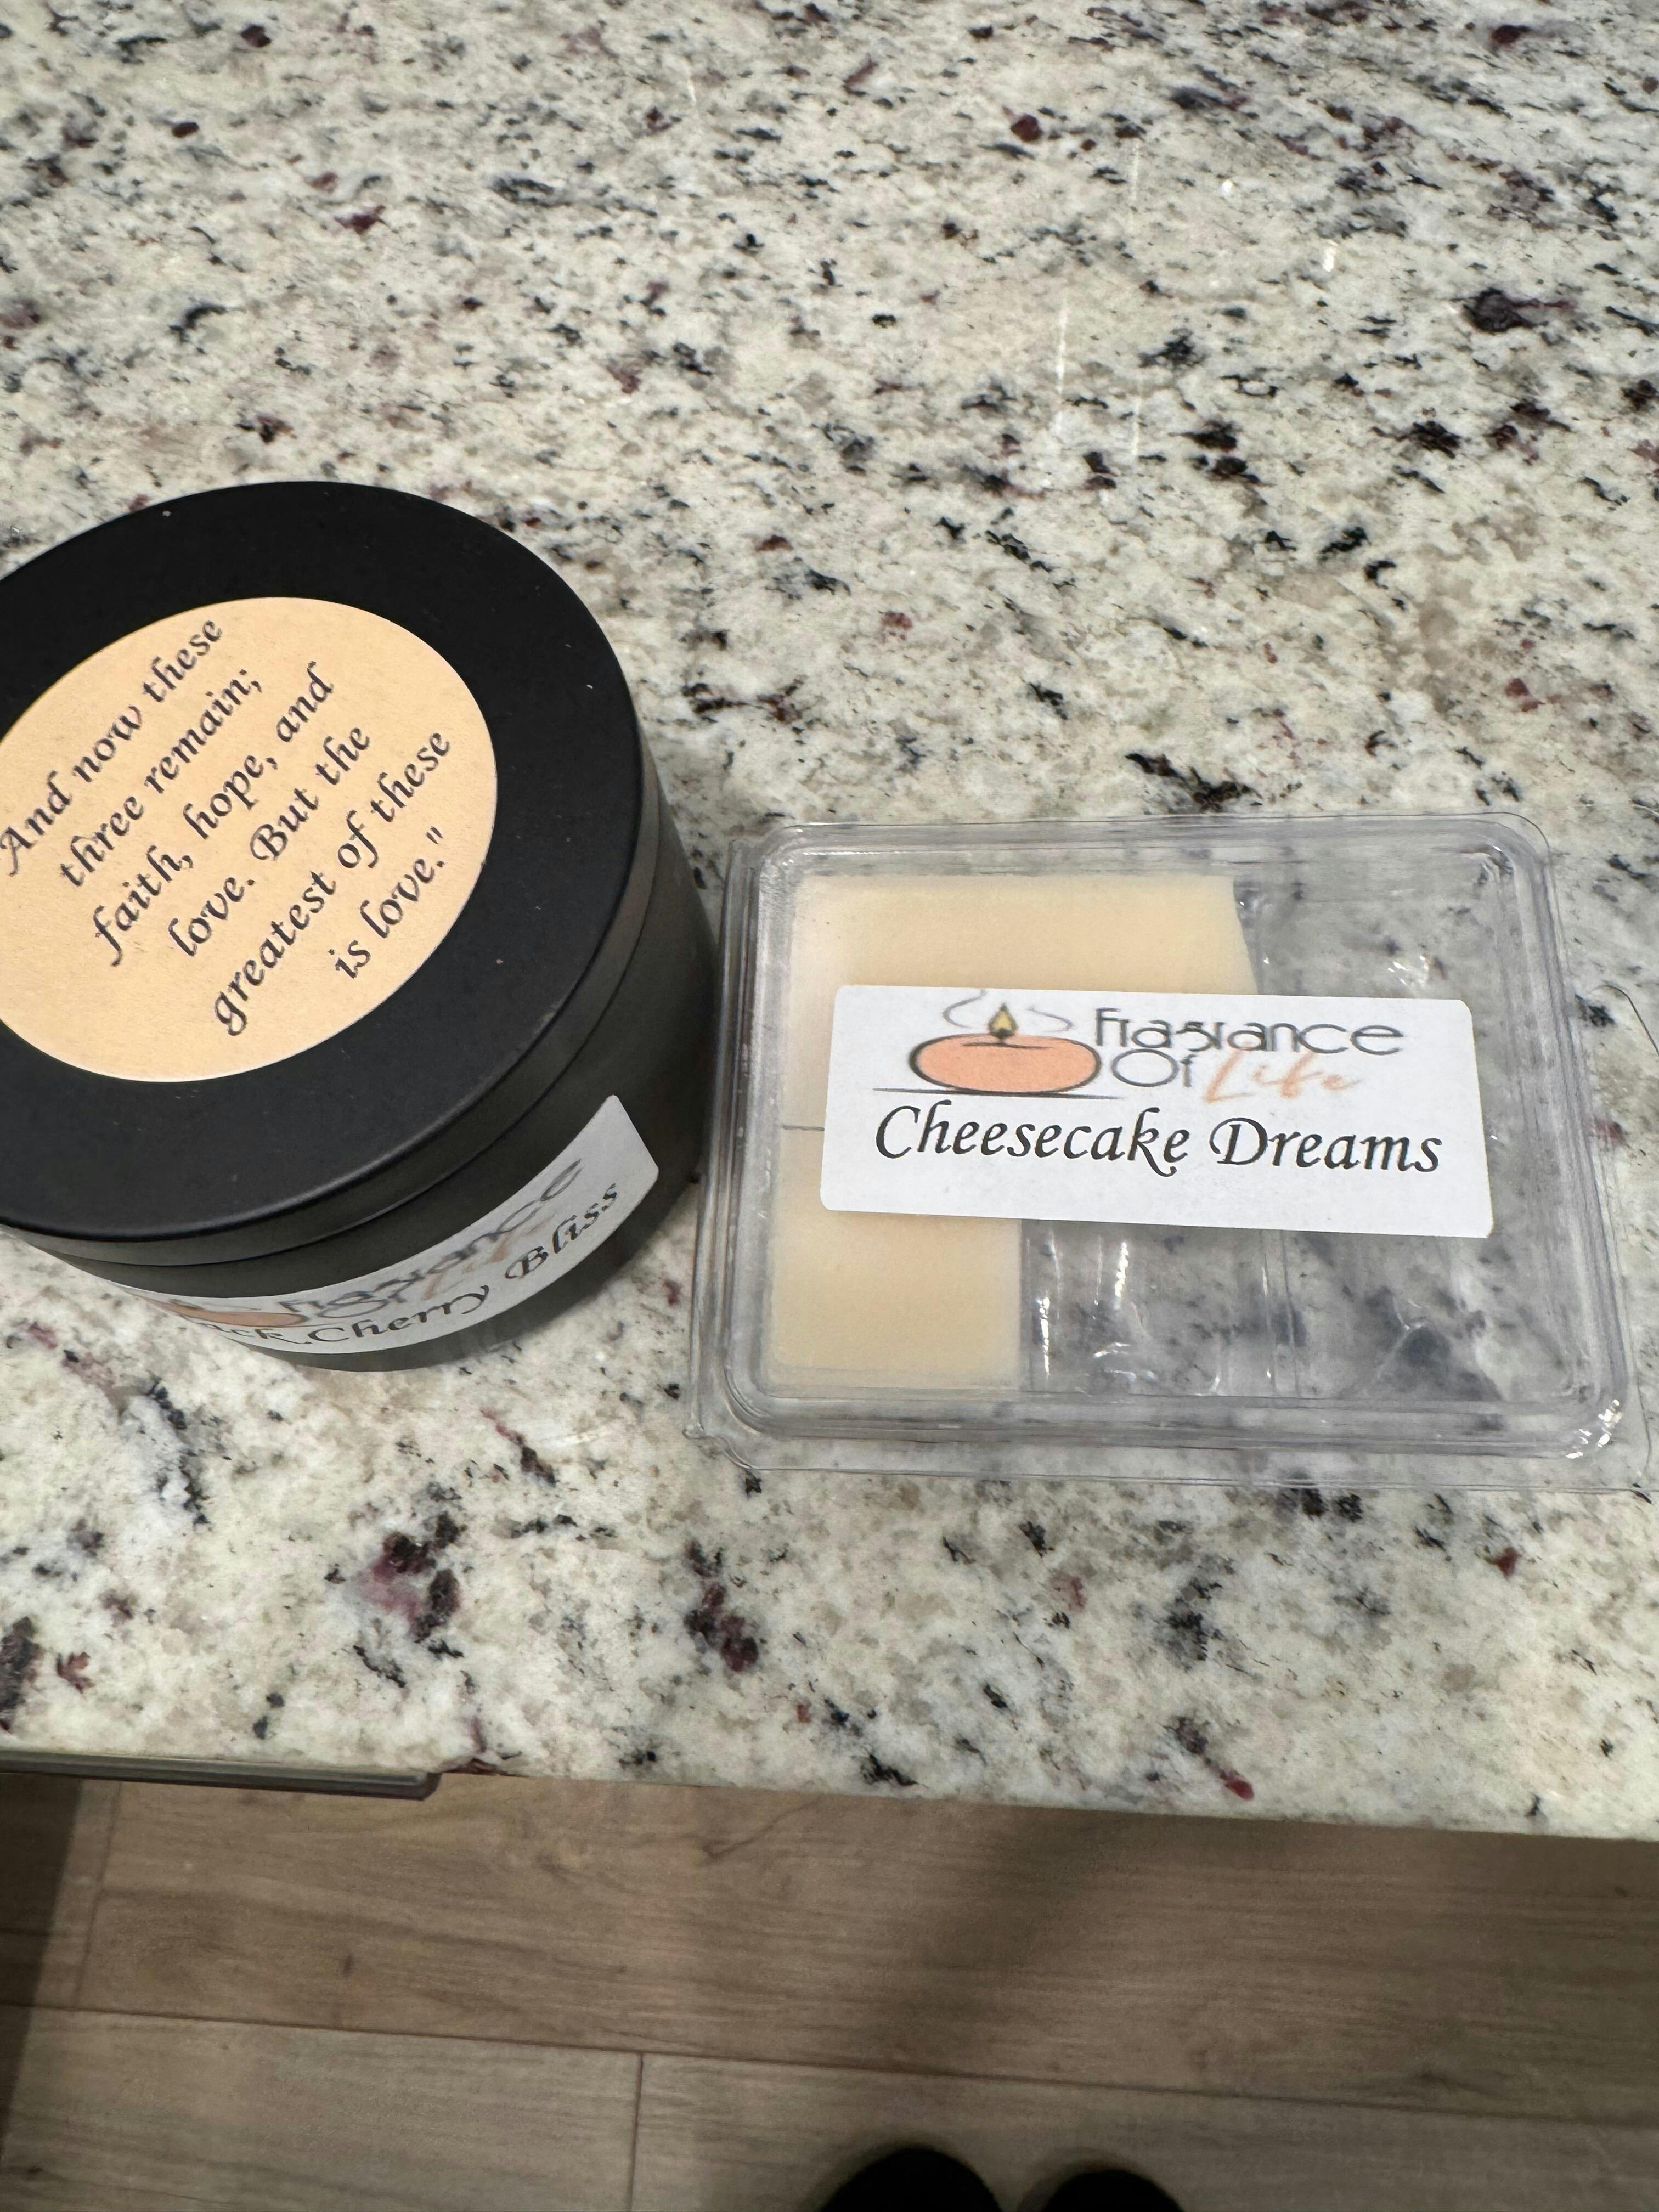 And now these
three remain;
faith, hope, and
love. But the
greatest of these
is love."
Fragrance
Cherry Bliss
Fragrance
Of Life
Cheesecake Dreams